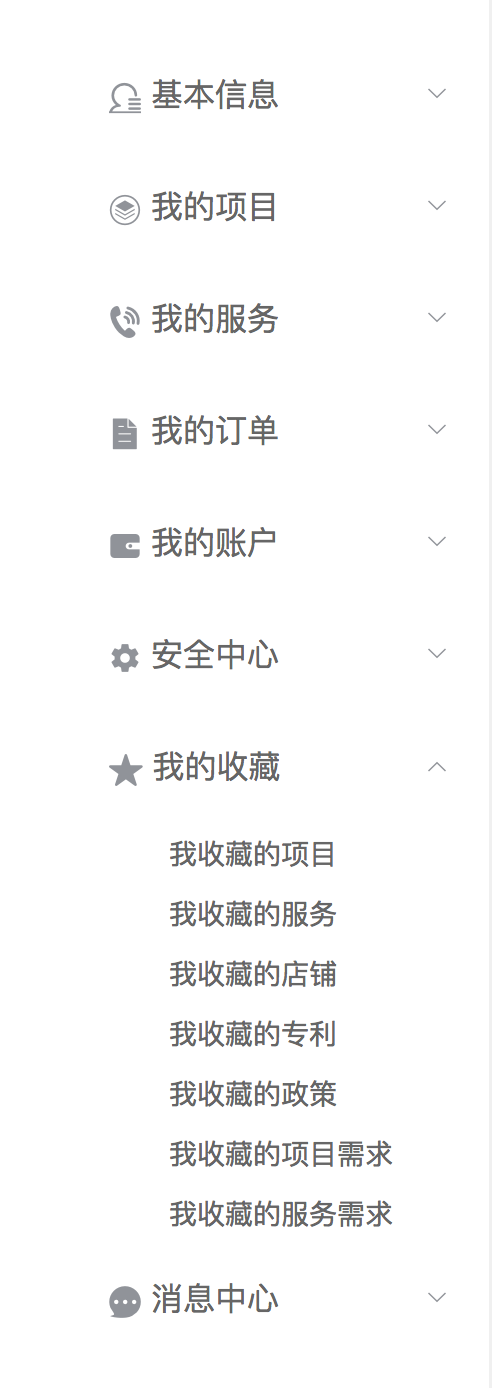 基本信息
我的项目
我的服务
我的订单
我的账户
安全中心
我的收藏
我收藏的项目
我收藏的服务
我收藏的店铺
我收藏的专利
我收藏的政策
我收藏的项目需求
我收藏的服务需求
消息中心